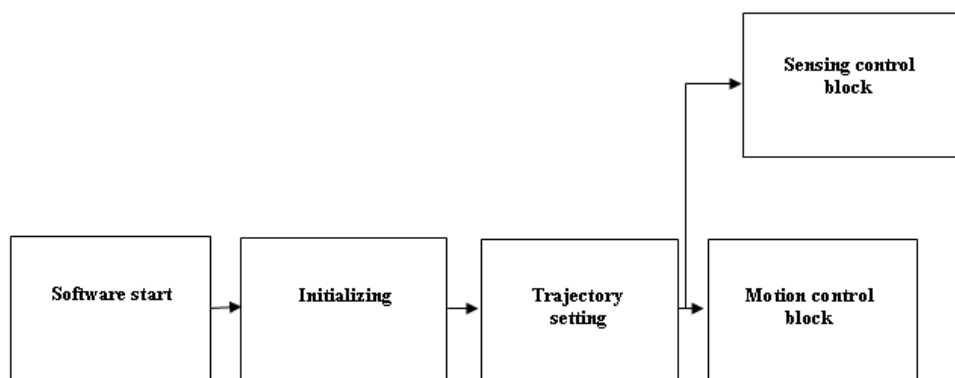 Sensing control
block
Software start
Initializing
Trajectory
setting
Motion control
block